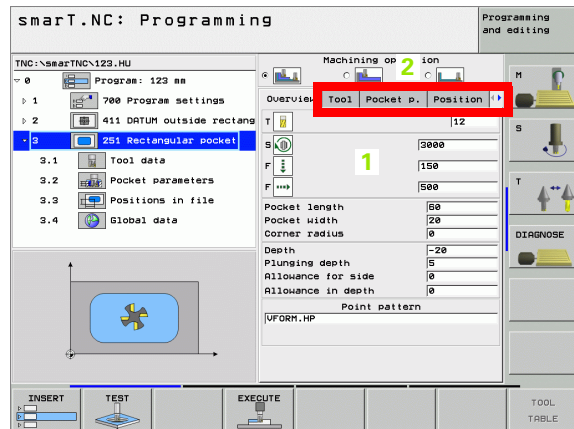 smarT.NC: Programming
Programming
and editing
TNC:\smarTNC\123.HU
0 Program: 123 mm
1 700 Program settings
2 411 DATUM outside rectang
3 251 Rectangular pocket
3.1 Tool data
3.2 Pocket parameters
3.3 Positions in file
3.4 Global data
Machining op 2 ion
Overview Tool Pocket p. Position
T 12
S 3000
F 150
1
F 500
Pocket length 60
Pocket width 20
Corner radius 0
Depth -20
Plunging depth 5
Allowance for side 0
Allowance in depth 0
Point pattern
VFORM.HP
M
S
T
DIAGNOSE
INSERT
TEST
EXECUTE
TOOL
TABLE